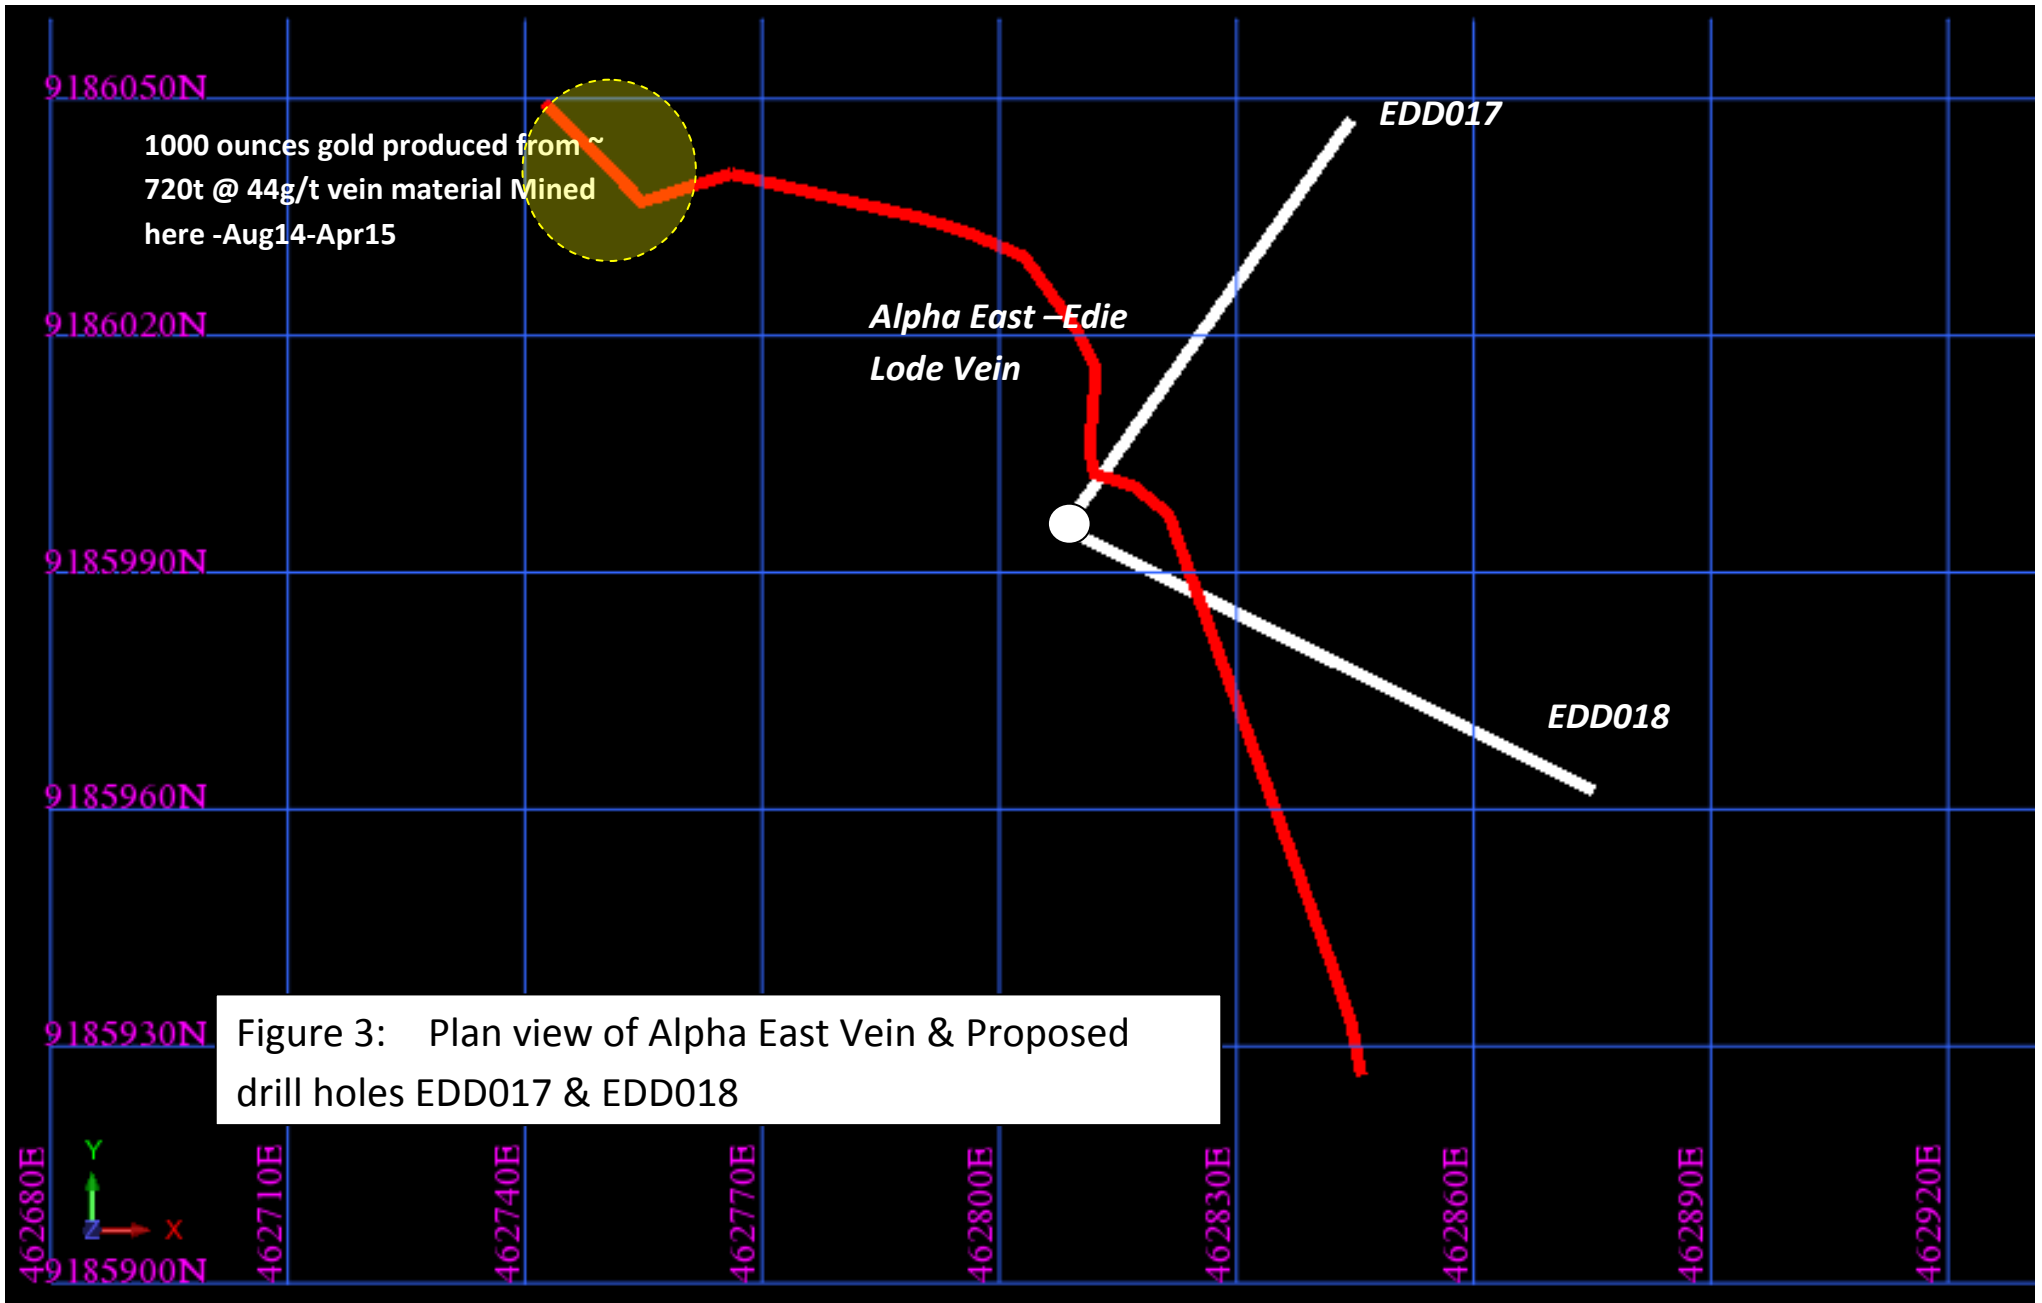 9186050N
EDD017
1000 ounces gold produced from ~
720t @ 44g/t vein material Mined
here -Aug14-Apr15
9186020N
Alpha East –Edie
Lode Vein
9185990N
EDD018
9185960N
9185930N
Figure 3: Plan view of Alpha East Vein & Proposed
drill holes EDD017 & EDD018
Y
Z
X
462680E
462710E
462740E
462770E
462800E
462830E
462860E
462890E
462920E
9185900N